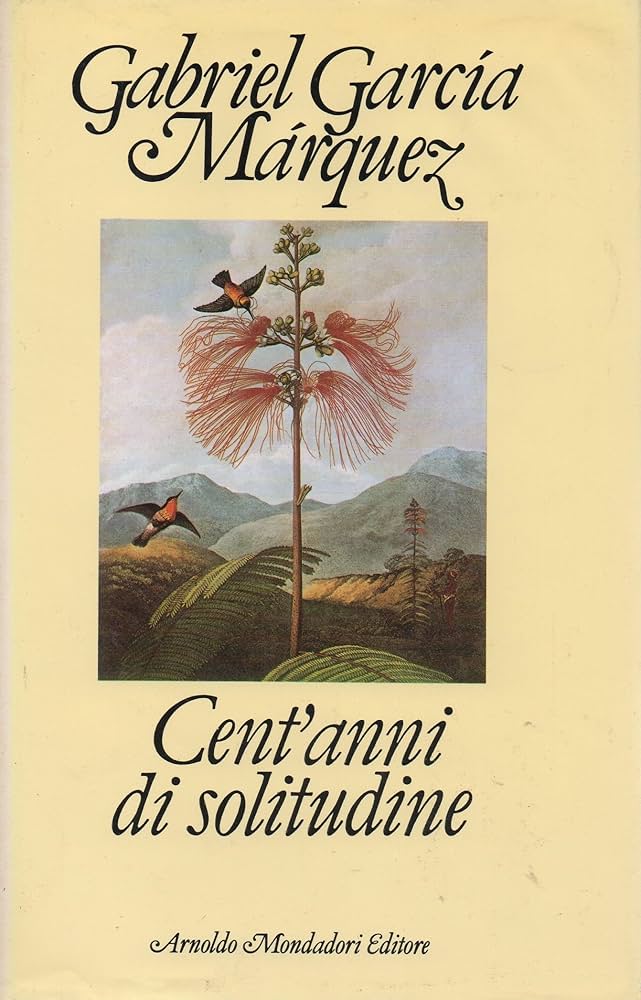 Gabriel García
Márquez
Cent'anni
di solitudine
Arnoldo Mondadori Editore